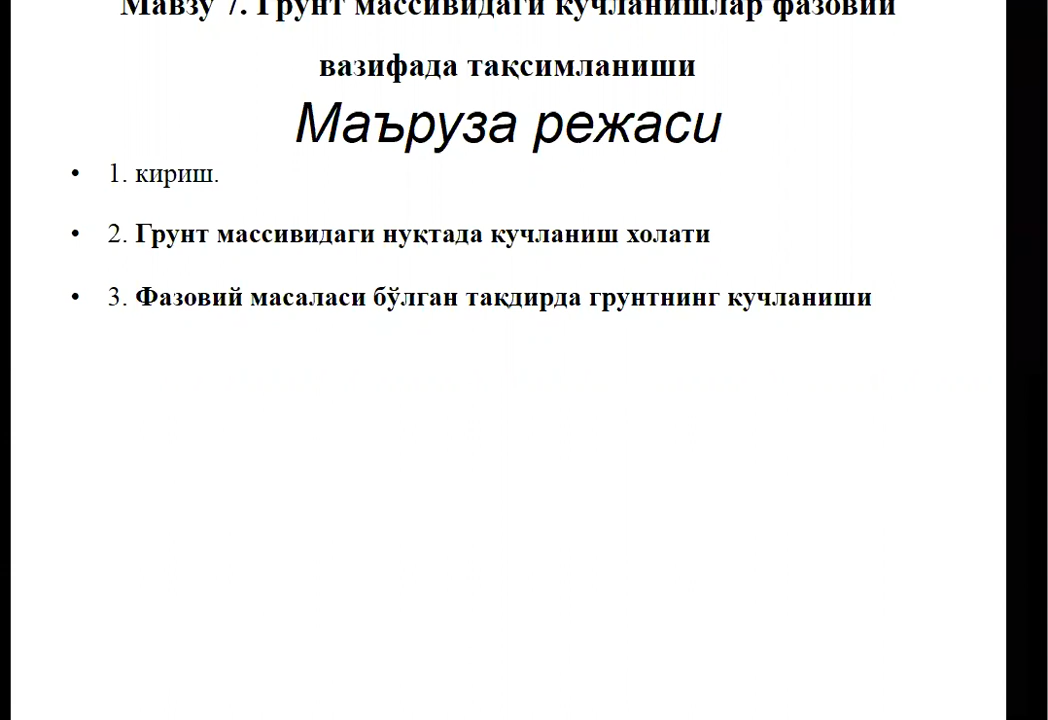 Мавзу 7. Грунт массивидаги кучланишлар фазовий
вазифада тақсимланиши
Маъруза режаси
• 1. кириш.
• 2. Грунт массивидаги нуқтада кучланиш холати
• 3. Фазовий масаласи бўлган тақдирда грунтнинг кучланиши